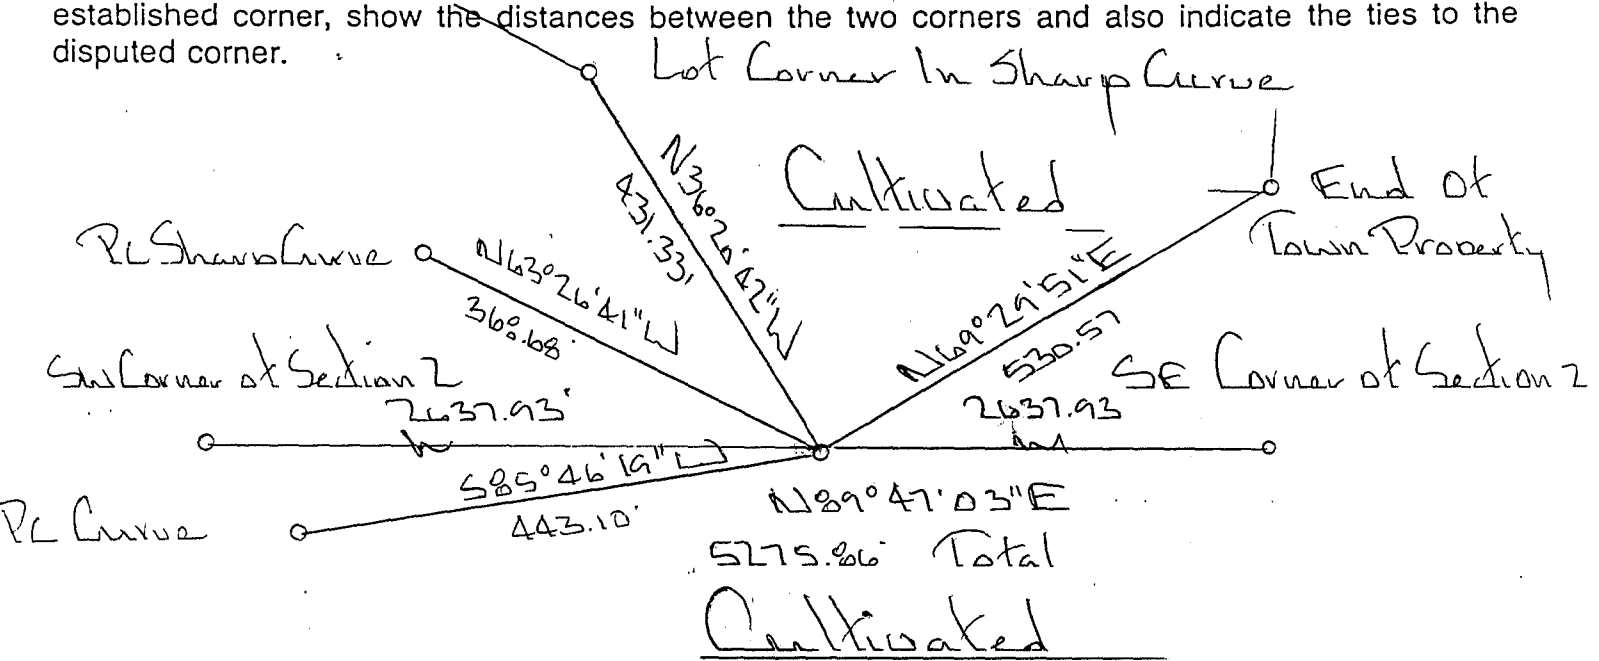 established corner, show the distances between the two corners and also indicate the ties to the
disputed corner.
Lot Corner In Sharp Curve
N36°20'42"W
431.33'
Cultivated
End of
Town Property
PC Sharp Curve
N63°26'41"W
368.68'
N69°29'51"E
530.57
SW Corner of Section 2
2637.93'
SE Corner of Section 2
2637.93
S85°46'19"W
443.10'
PC Curve
N89°47'03"E
5275.86' Total
Cultivated